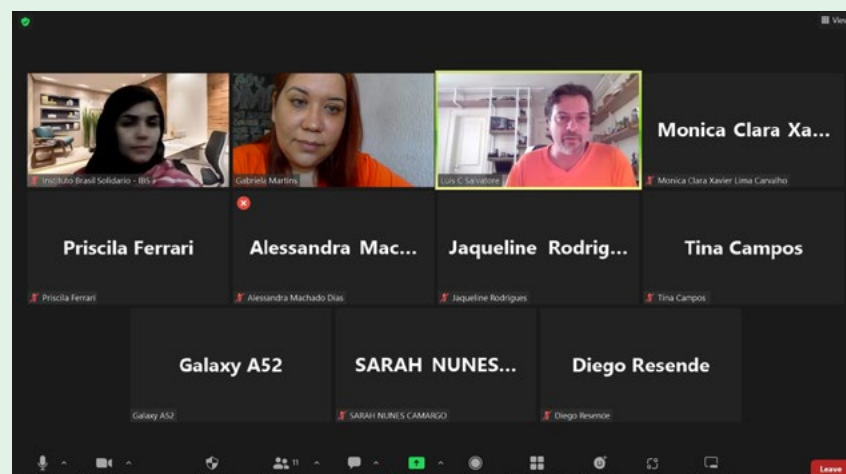 View
Instituto Brasil Solidario - IBS
Gabriela Martins
Luis C Salvatore
Monica Clara Xa...
Monica Clara Xavier Lima Carvalho
Priscila Ferrari
Priscila Ferrari
Alessandra Mac...
Alessandra Machado Dias
Jaqueline Rodrig...
Jaqueline Rodrigues
Tina Campos
Tina Campos
Galaxy A52
Galaxy A52
SARAH NUNES...
SARAH NUNES CAMARGO
Diego Resende
Diego Resende
11
Leave